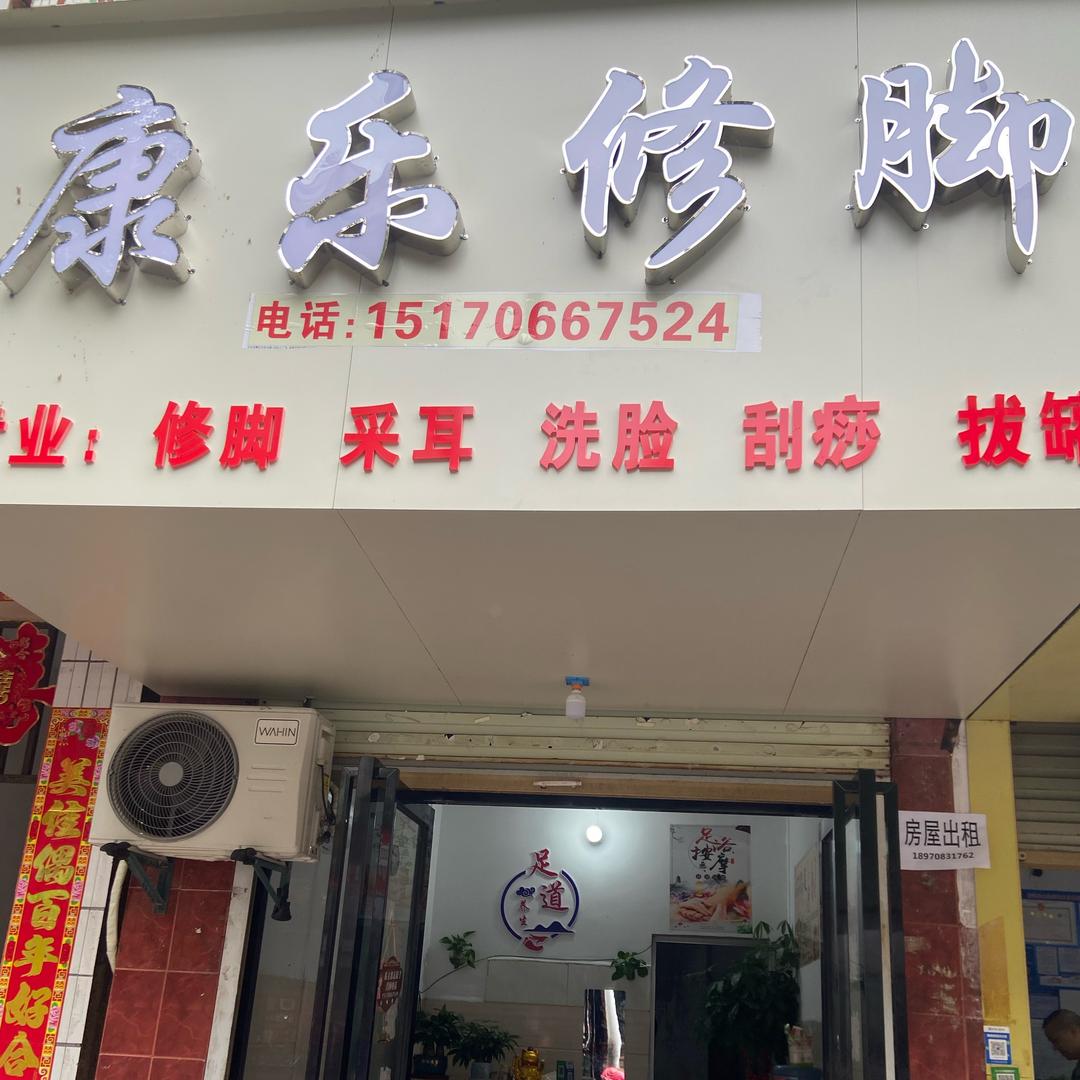 康乐修脚
电话:15170667524
业: 修脚 采耳 洗脸 刮痧 拔罐
WAHIN
美佳偶百年好合
房屋出租
18970831762
足道
养生
足浴
按摩